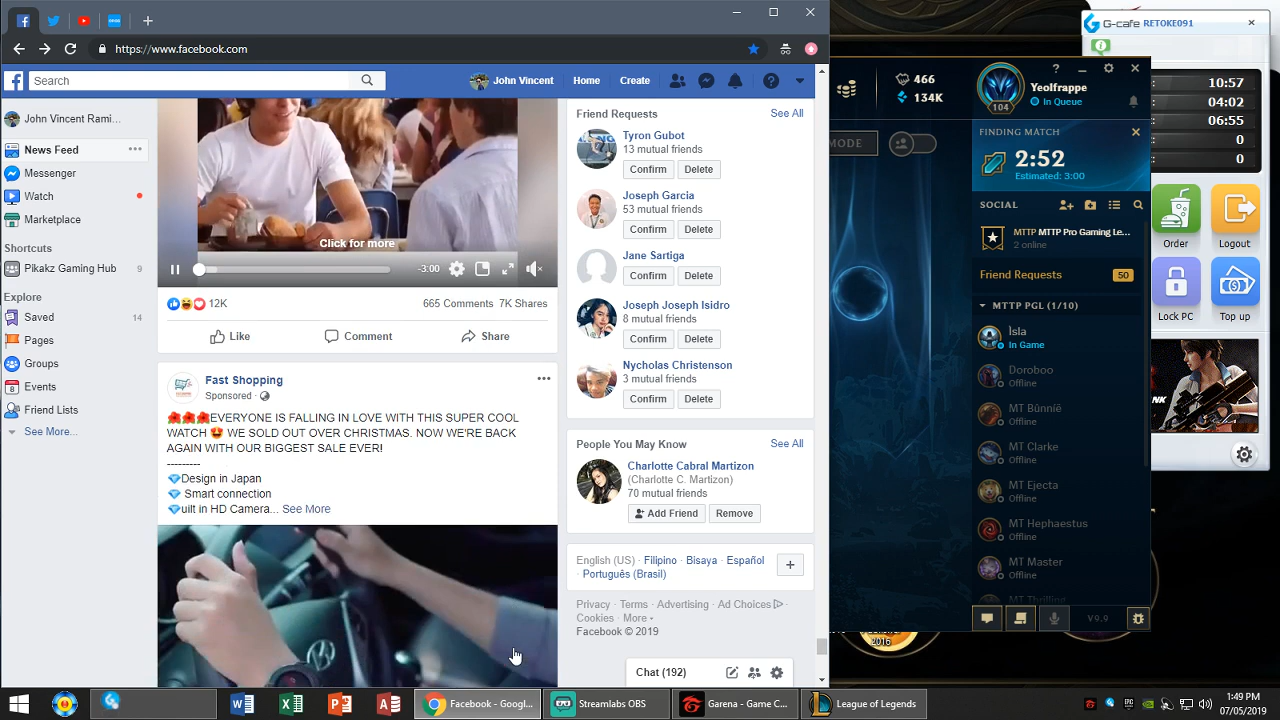 https://www.facebook.com
Search
John Vincent
Home
Create
John Vincent Rami...
News Feed
Messenger
Watch
Marketplace
Shortcuts
Pikakz Gaming Hub 9
Explore
Saved 14
Pages
Groups
8
Events
Friend Lists
See More...
Click for more
-3:00
12K
665 Comments 7K Shares
Like
Comment
Share
Fast Shopping
Sponsored ·
EVERYONE IS FALLING IN LOVE WITH THIS SUPER COOL
WATCH 😍 WE SOLD OUT OVER CHRISTMAS. NOW WE'RE BACK
AGAIN WITH OUR BIGGEST SALE EVER!
---------
💎Design in Japan
💎 Smart connection
💎uilt in HD Camera... See More
Friend Requests
See All
Tyron Gubot
13 mutual friends
Confirm
Delete
Joseph Garcia
53 mutual friends
Confirm
Delete
Jane Sartiga
Confirm
Delete
Joseph Joseph Isidro
8 mutual friends
Confirm
Delete
Nycholas Christenson
3 mutual friends
Confirm
Delete
People You May Know
See All
Charlotte Cabral Martizon
(Charlotte C. Martizon)
70 mutual friends
Add Friend
Remove
English (US) · Filipino · Bisaya · Español
· Português (Brasil)
Privacy · Terms · Advertising · Ad Choices ·
Cookies · More
Facebook © 2019
Chat (192)
MODE
466
134K
104
Yeolfrappe
In Queue
FINDING MATCH
2:52
Estimated: 3:00
SOCIAL
MTTP MTTP Pro Gaming Le...
2 online
Friend Requests 50
MTTP PGL (1/10)
Ìsla
In Game
Doroboo
Offline
MT Bûnnïë
Offline
MT Clarke
Offline
MT Ejecta
Offline
MT Hephaestus
Offline
MT Master
Offline
MT Thrilling
V9.9
G-cafe RETOKE091
: 10:57
: 04:02
: 06:55
: 0
: 0
Order
Logout
Lock PC
Top up
Facebook - Googl...
Streamlabs OBS
Garena - Game C...
League of Legends
1:49 PM
07/05/2019